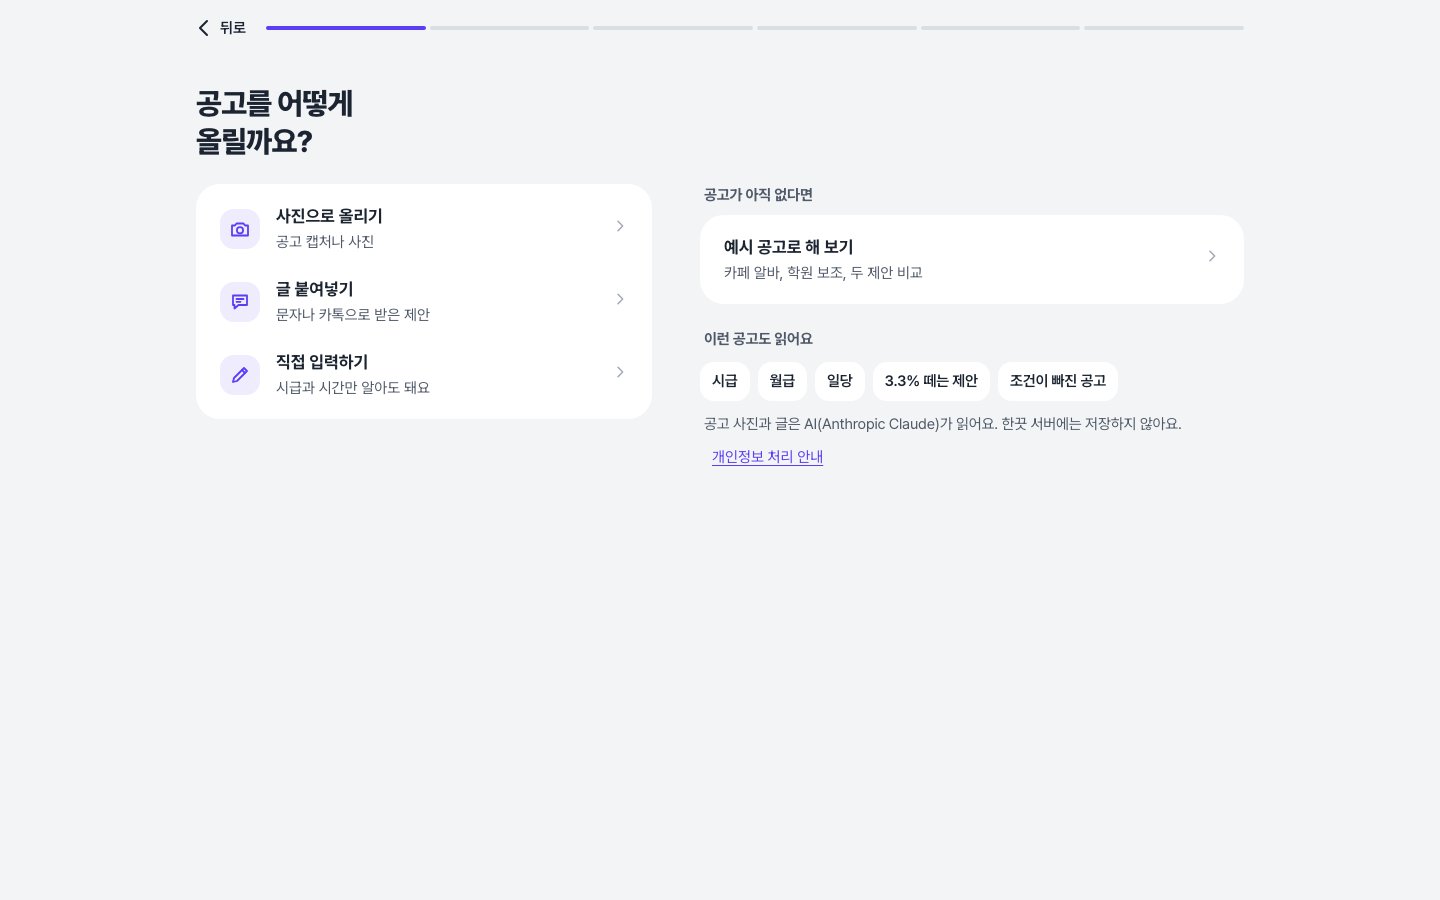 뒤로
공고를 어떻게
올릴까요?
사진으로 올리기
공고 캡처나 사진
글 붙여넣기
문자나 카톡으로 받은 제안
직접 입력하기
시급과 시간만 알아도 돼요
공고가 아직 없다면
예시 공고로 해 보기
카페 알바, 학원 보조, 두 제안 비교
이런 공고도 읽어요
시급 월급 일당 3.3% 떼는 제안 조건이 빠진 공고
공고 사진과 글은 AI(Anthropic Claude)가 읽어요. 한끗 서버에는 저장하지 않아요.
개인정보 처리 안내